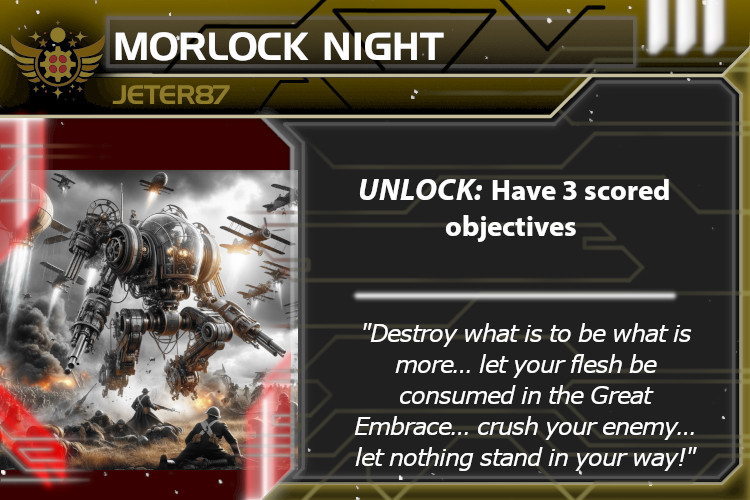 MORLOCK NIGHT
JETER87
UNLOCK: Have 3 scored
objectives
"Destroy what is to be what is
more... let your flesh be
consumed in the Great
Embrace... crush your enemy...
let nothing stand in your way!"